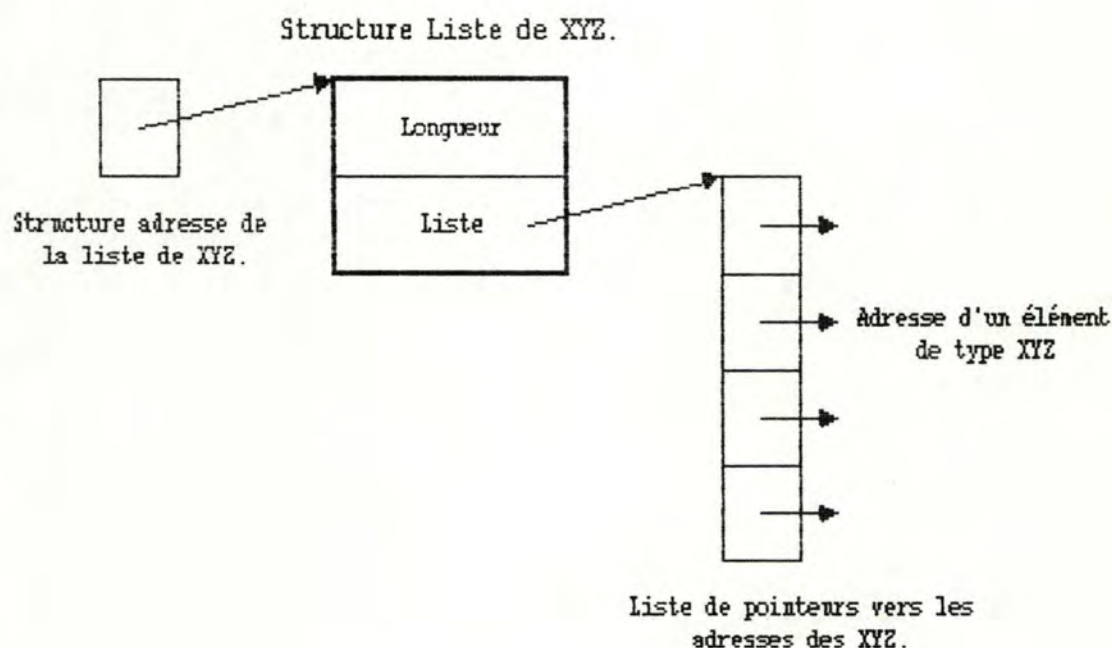 Structure Liste de XYZ.
Longueur
Structure adresse de
la liste de XYZ.
Liste
Adresse d'un élément
de type XYZ
Liste de pointeurs vers les
adresses des XYZ.